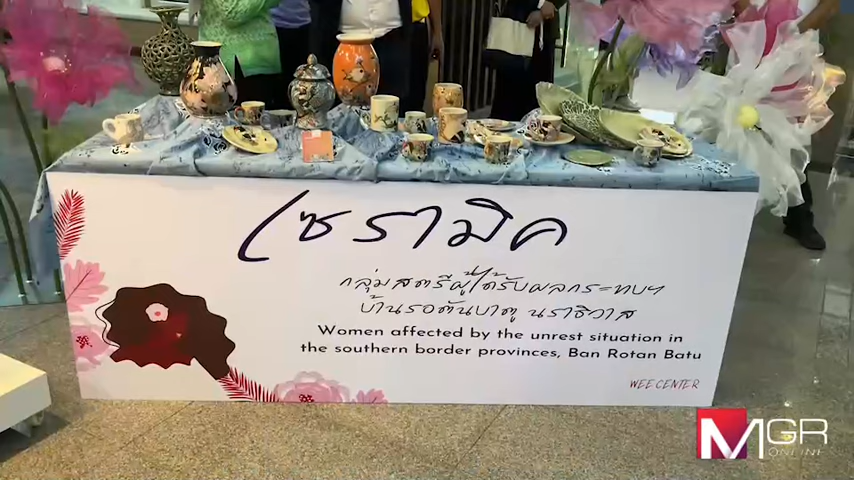 เซรามิค
กลุ่มสตรีผู้ได้รับผลกระทบฯ
บ้านรอตันบาตู นราธิวาส
Women affected by the unrest situation in
the southern border provinces, Ban Rotan Batu
WEE CENTER
MGR
ONLINE